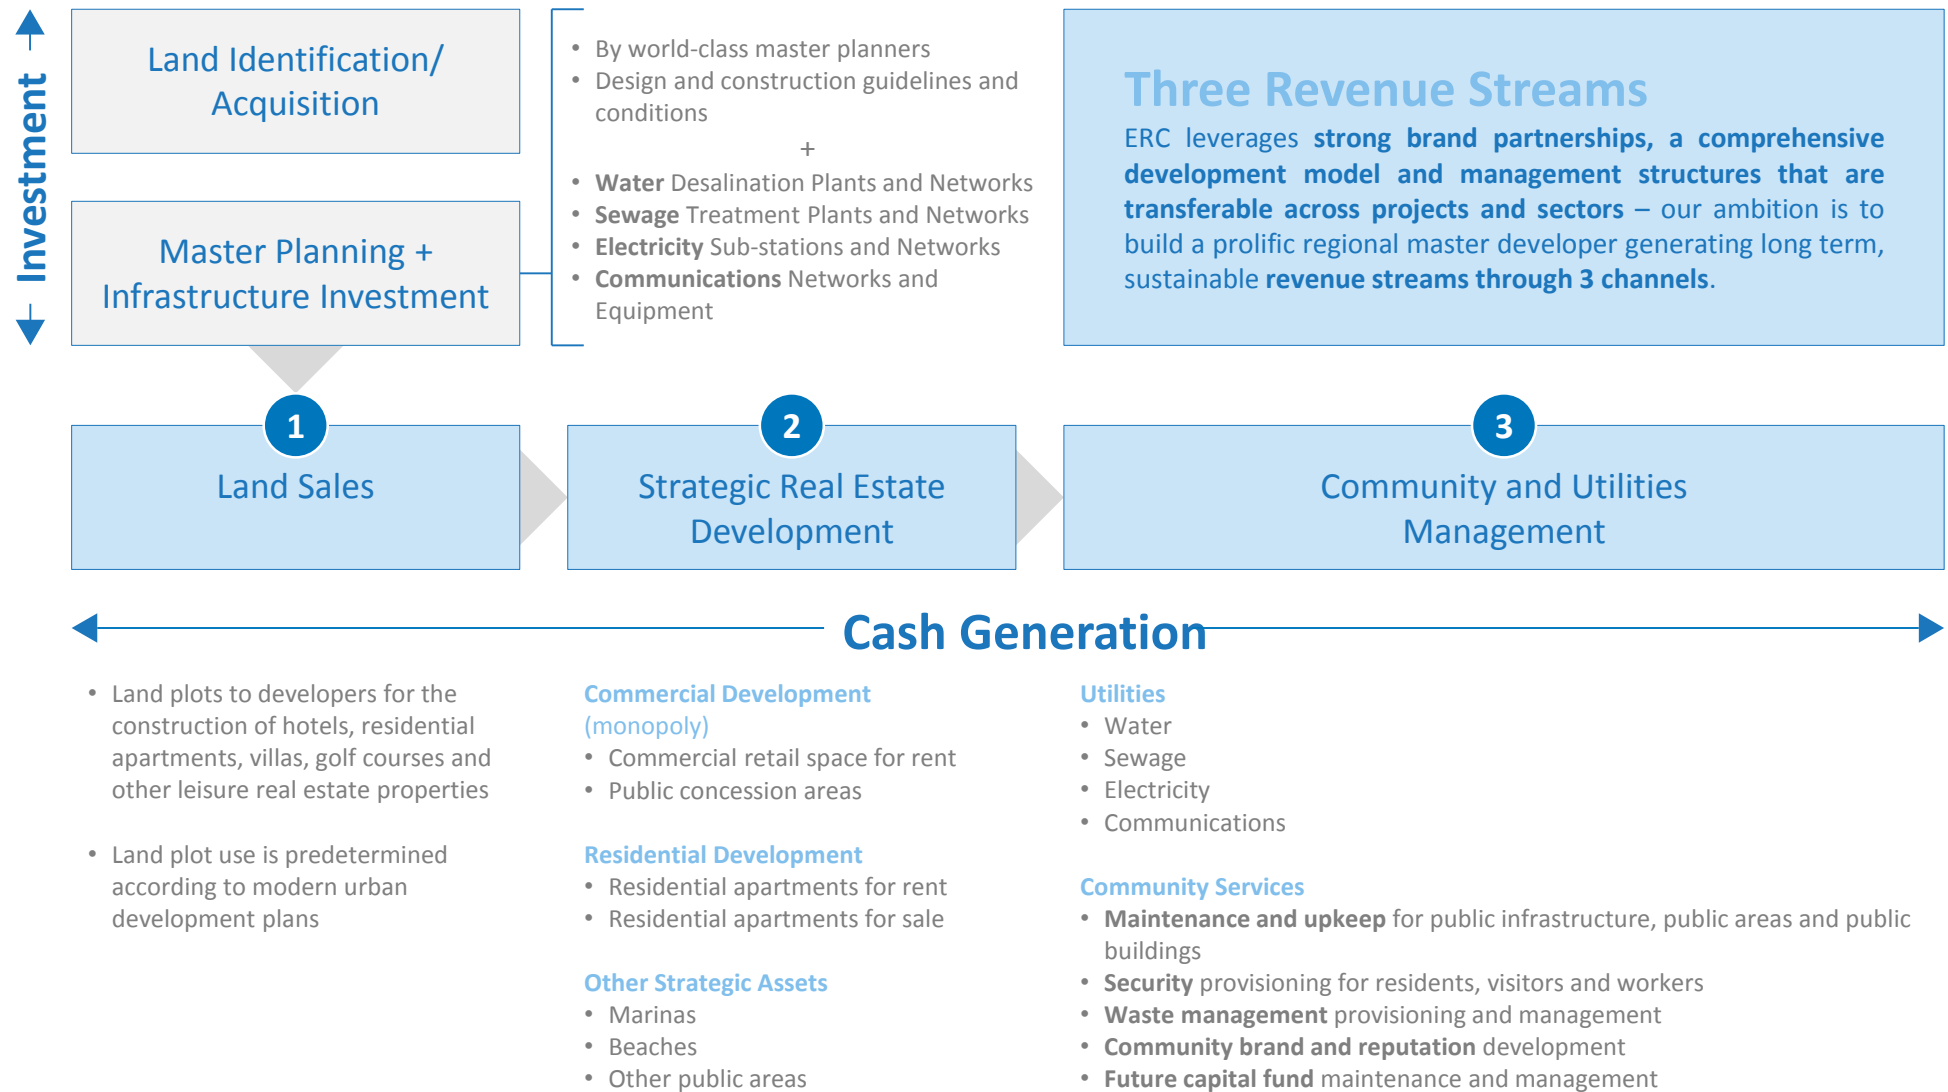 Investment
Land Identification/
Acquisition
Master Planning +
Infrastructure Investment
• By world-class master planners
• Design and construction guidelines and
conditions
+
• Water Desalination Plants and Networks
• Sewage Treatment Plants and Networks
• Electricity Sub-stations and Networks
• Communications Networks and
Equipment
Three Revenue Streams
ERC leverages strong brand partnerships, a comprehensive
development model and management structures that are
transferable across projects and sectors – our ambition is to
build a prolific regional master developer generating long term,
sustainable revenue streams through 3 channels.
1
Land Sales
2
Strategic Real Estate
Development
3
Community and Utilities
Management
Cash Generation
• Land plots to developers for the
construction of hotels, residential
apartments, villas, golf courses and
other leisure real estate properties
• Land plot use is predetermined
according to modern urban
development plans
Commercial Development
(monopoly)
• Commercial retail space for rent
• Public concession areas
Residential Development
• Residential apartments for rent
• Residential apartments for sale
Other Strategic Assets
• Marinas
• Beaches
• Other public areas
Utilities
• Water
• Sewage
• Electricity
• Communications
Community Services
• Maintenance and upkeep for public infrastructure, public areas and public
buildings
• Security provisioning for residents, visitors and workers
• Waste management provisioning and management
• Community brand and reputation development
• Future capital fund maintenance and management